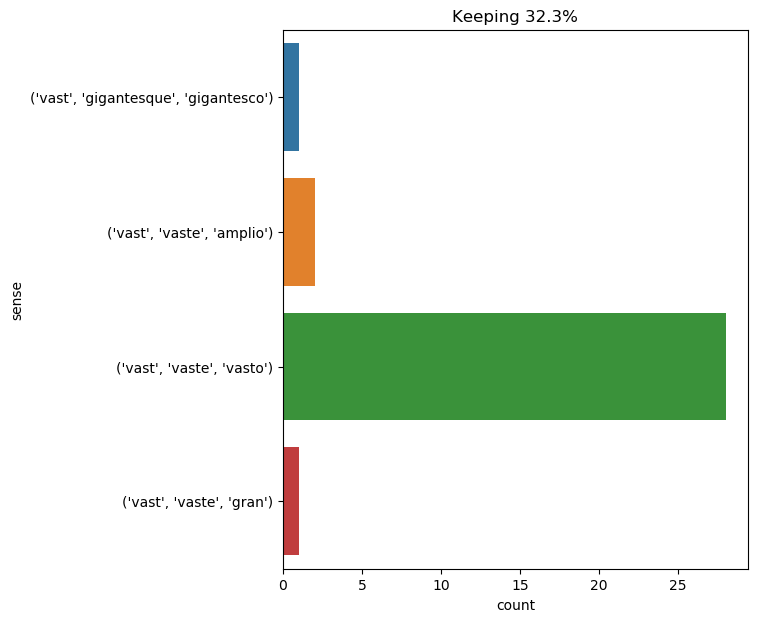 Keeping 32.3%
('vast', 'gigantesque', 'gigantesco')
('vast', 'vaste', 'amplio')
('vast', 'vaste', 'vasto')
('vast', 'vaste', 'gran')
sense
0 5 10 15 20 25
count